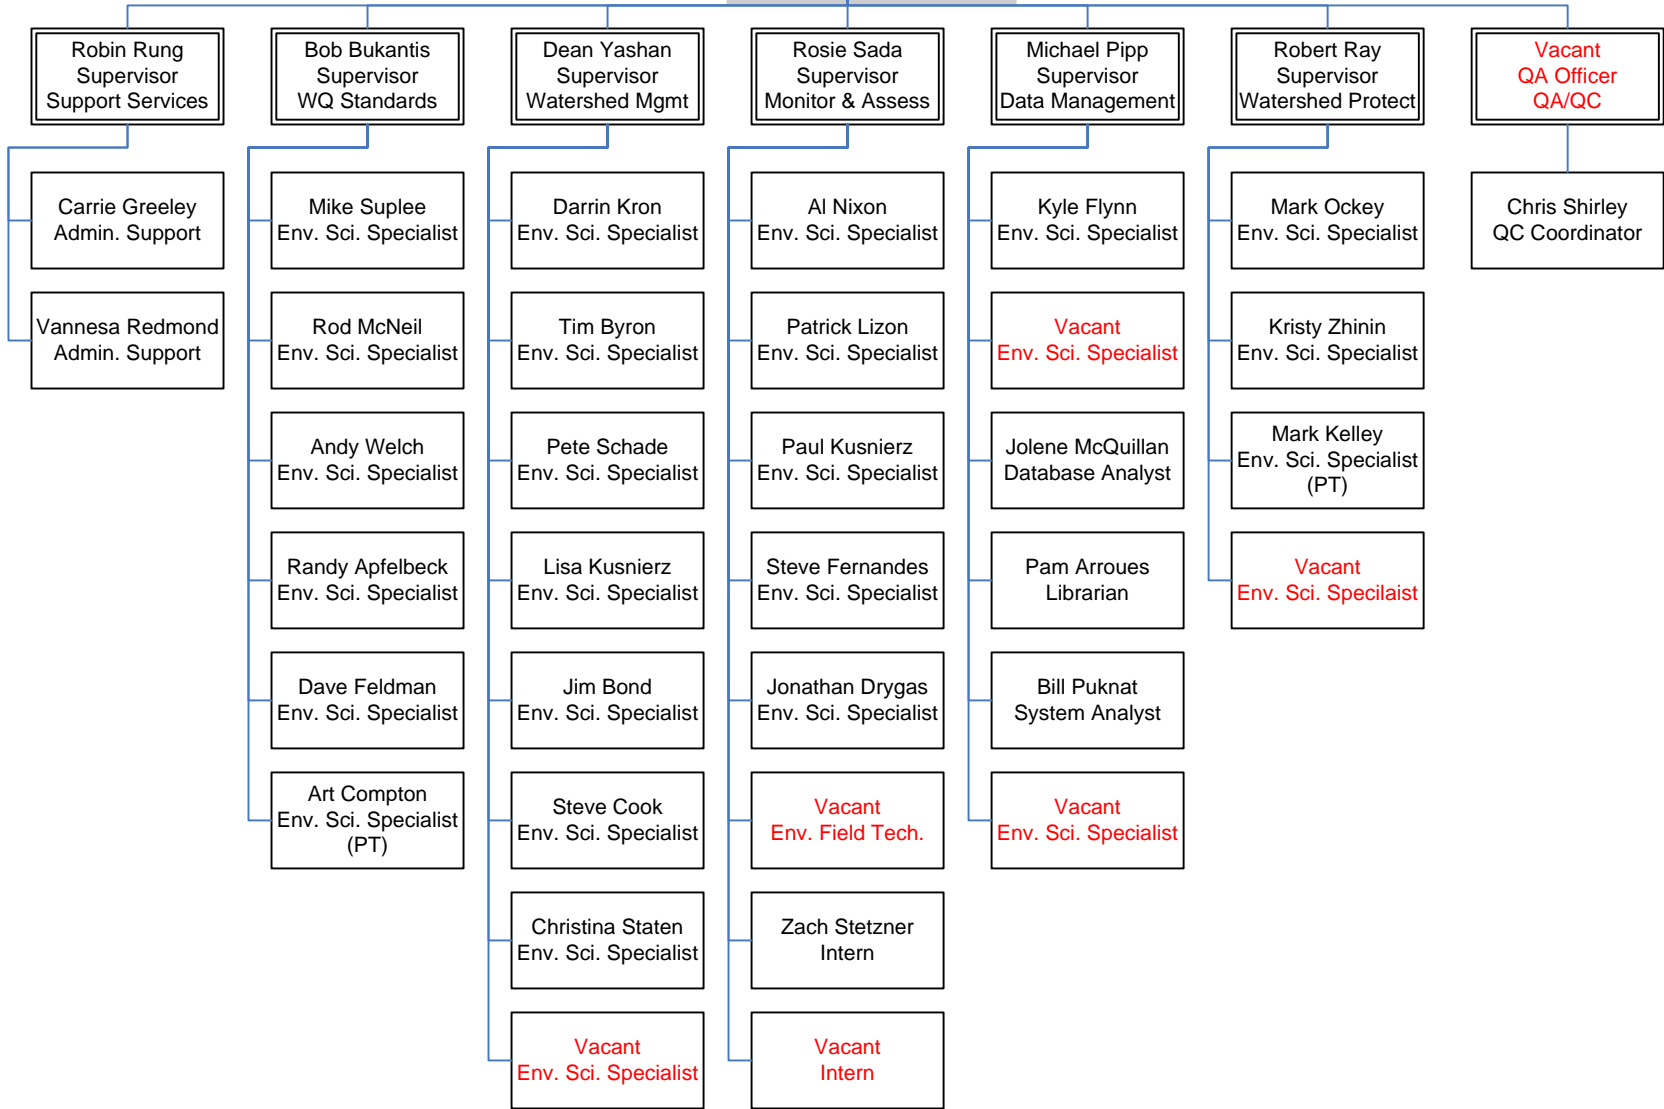 Robin Rung
Supervisor
Support Services
Bob Bukantis
Supervisor
WQ Standards
Dean Yashan
Supervisor
Watershed Mgmt
Rosie Sada
Supervisor
Monitor & Assess
Michael Pipp
Supervisor
Data Management
Robert Ray
Supervisor
Watershed Protect
Vacant
QA Officer
QA/QC
Carrie Greeley
Admin. Support
Vannesa Redmond
Admin. Support
Mike Suplee
Env. Sci. Specialist
Rod McNeil
Env. Sci. Specialist
Andy Welch
Env. Sci. Specialist
Randy Apfelbeck
Env. Sci. Specialist
Dave Feldman
Env. Sci. Specialist
Art Compton
Env. Sci. Specialist
(PT)
Darrin Kron
Env. Sci. Specialist
Tim Byron
Env. Sci. Specialist
Pete Schade
Env. Sci. Specialist
Lisa Kusnierz
Env. Sci. Specialist
Jim Bond
Env. Sci. Specialist
Steve Cook
Env. Sci. Specialist
Christina Staten
Env. Sci. Specialist
Vacant
Env. Sci. Specialist
Al Nixon
Env. Sci. Specialist
Patrick Lizon
Env. Sci. Specialist
Paul Kusnierz
Env. Sci. Specialist
Steve Fernandes
Env. Sci. Specialist
Jonathan Drygas
Env. Sci. Specialist
Vacant
Env. Field Tech.
Zach Stetzner
Intern
Vacant
Intern
Kyle Flynn
Env. Sci. Specialist
Vacant
Env. Sci. Specialist
Jolene McQuillan
Database Analyst
Pam Arroues
Librarian
Bill Puknat
System Analyst
Vacant
Env. Sci. Specialist
Mark Ockey
Env. Sci. Specialist
Kristy Zhinin
Env. Sci. Specialist
Mark Kelley
Env. Sci. Specialist
(PT)
Vacant
Env. Sci. Specilaist
Chris Shirley
QC Coordinator